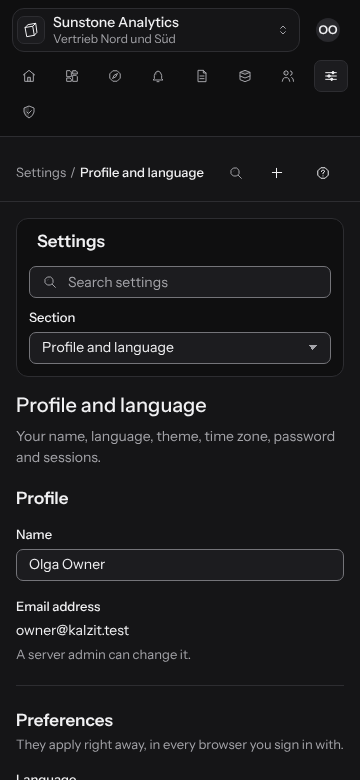 Sunstone Analytics
Vertrieb Nord und Süd
OO
Settings / Profile and language
Settings
Search settings
Section
Profile and language
Profile and language
Your name, language, theme, time zone, password
and sessions.
Profile
Name
Olga Owner
Email address
owner@kalzit.test
A server admin can change it.
Preferences
They apply right away, in every browser you sign in with.
Language